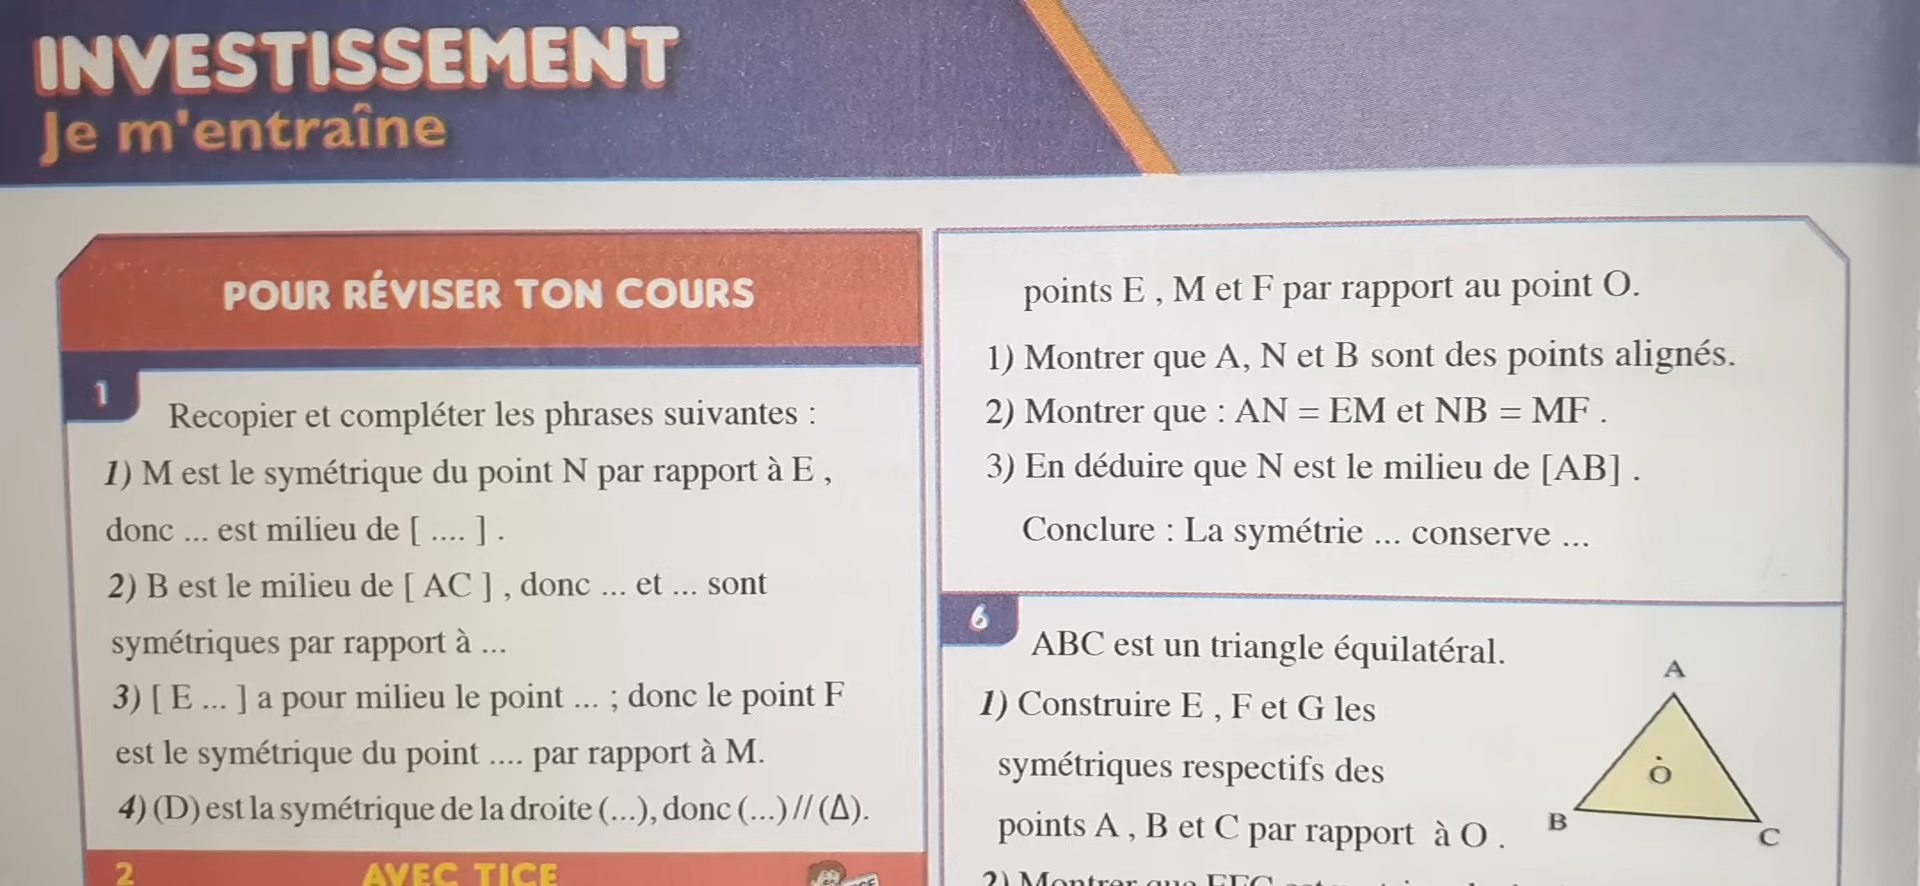 INVESTISSEMENT
Je m'entraîne
POUR RÉVISER TON COURS
1
Recopier et compléter les phrases suivantes :
1) M est le symétrique du point N par rapport à E ,
donc ... est milieu de [ .... ] .
2) B est le milieu de [ AC ] , donc ... et ... sont
symétriques par rapport à ...
3) [ E ... ] a pour milieu le point ... ; donc le point F
est le symétrique du point .... par rapport à M.
4) (D) est la symétrique de la droite (...), donc (...) // (Δ).
2
AVEC TICE
points E , M et F par rapport au point O.
1) Montrer que A, N et B sont des points alignés.
2) Montrer que : AN = EM et NB = MF .
3) En déduire que N est le milieu de [AB] .
Conclure : La symétrie ... conserve ...
6
ABC est un triangle équilatéral.
1) Construire E , F et G les
symétriques respectifs des
points A , B et C par rapport à O .
A
O
B
C
2) Montrer que